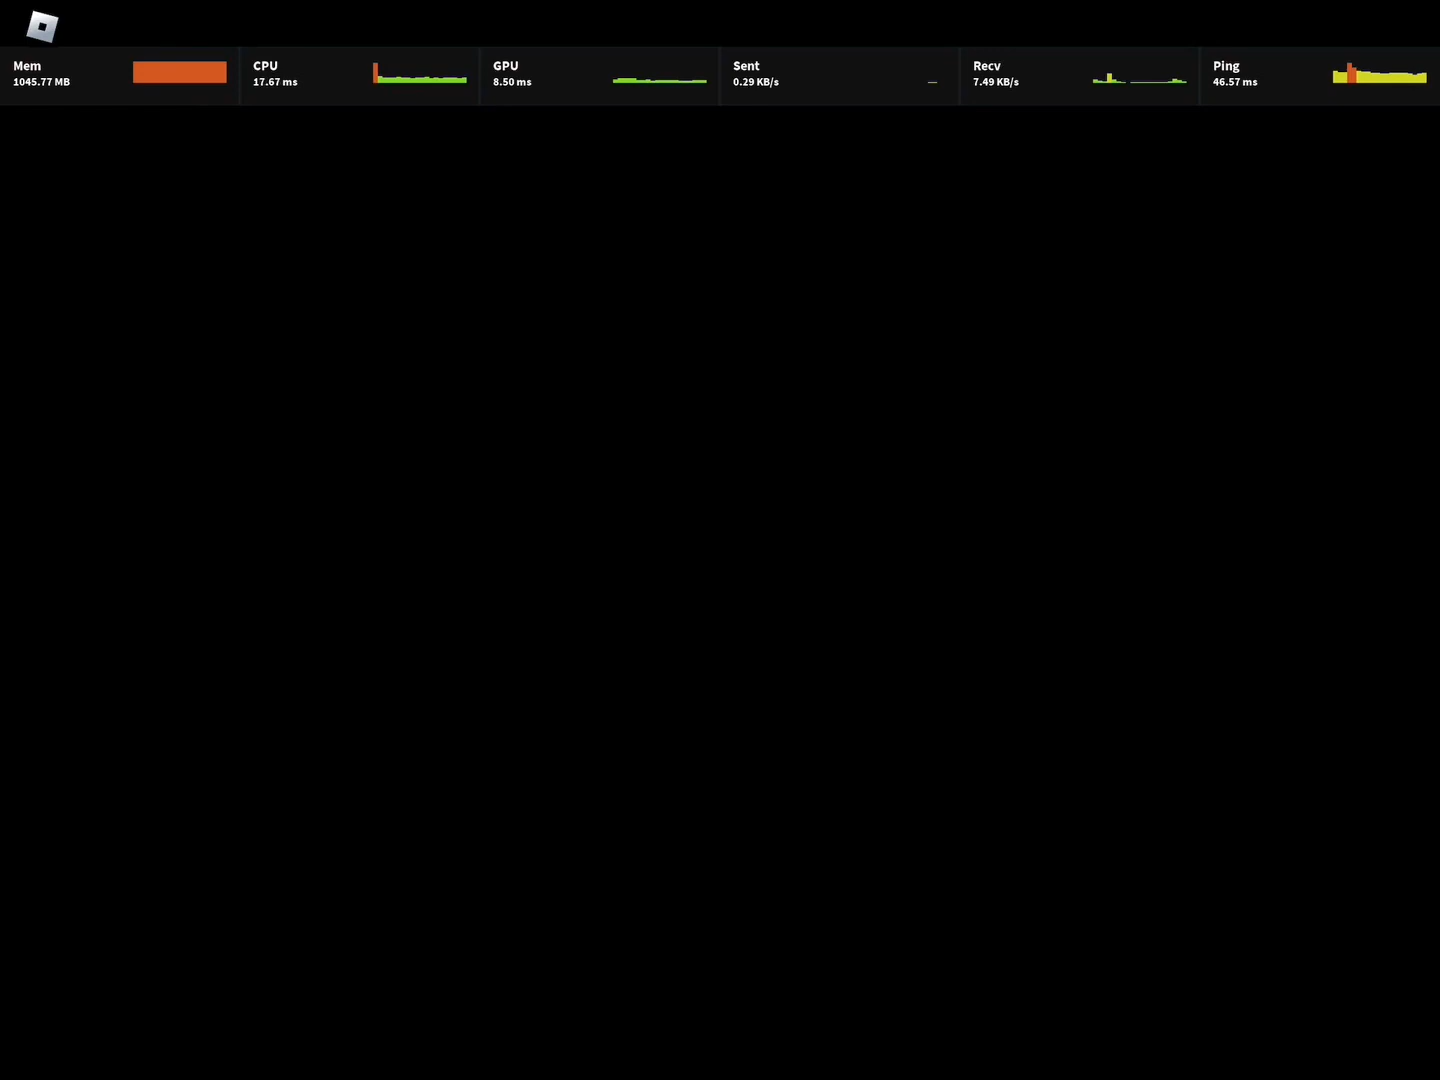 Mem
1045.77 MB
CPU
17.67 ms
GPU
8.50 ms
Sent
0.29 KB/s
Recv
7.49 KB/s
Ping
46.57 ms